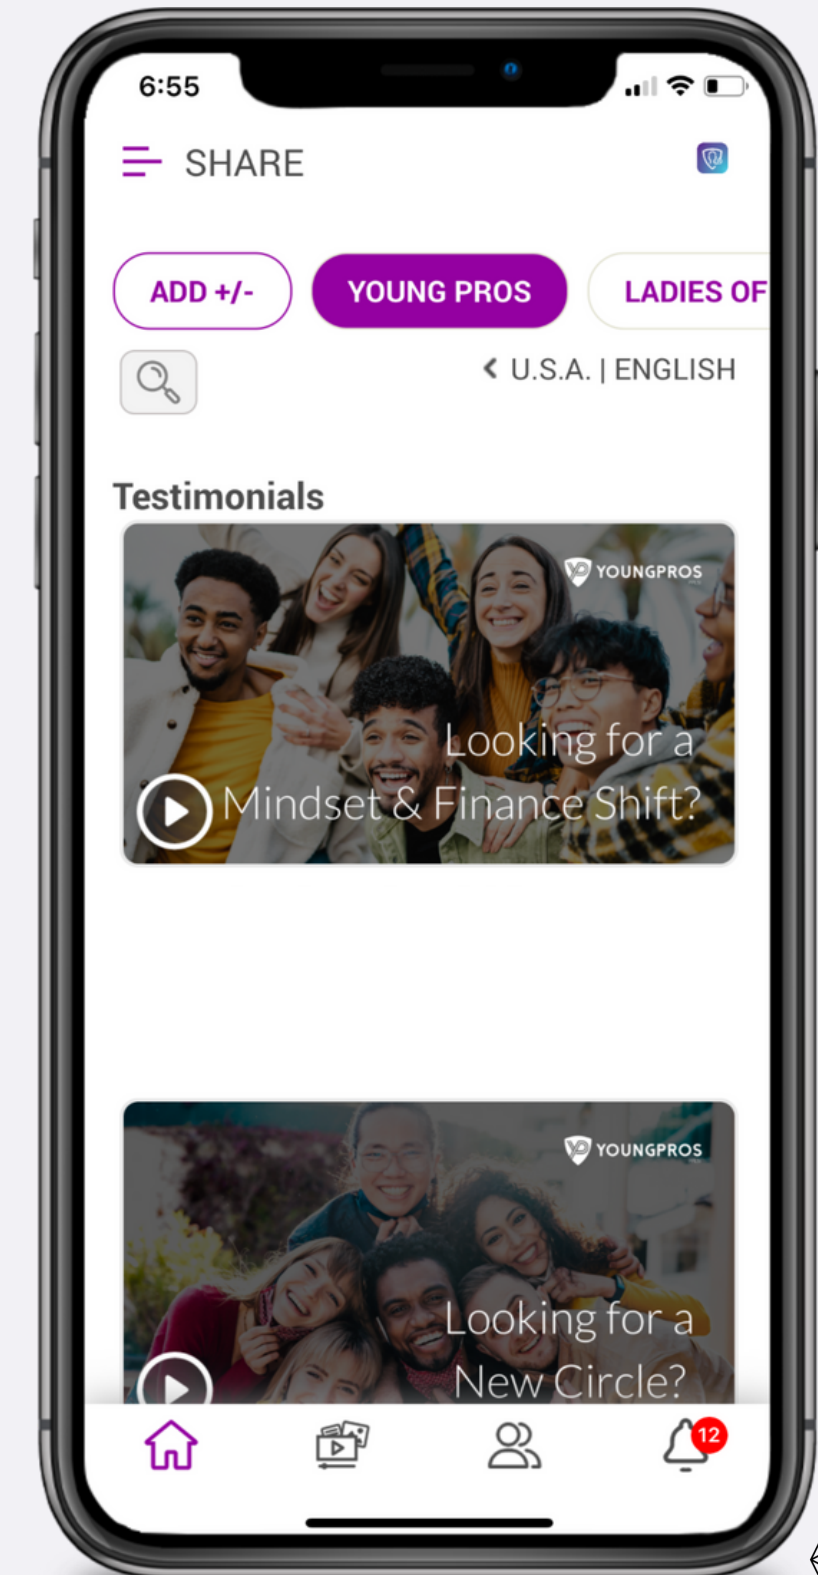 6:55
SHARE
ADD +/-
YOUNG PROS
LADIES OF
U.S.A. | ENGLISH
Testimonials
YOUNGPROS
Looking for a
Mindset & Finance Shift?
YOUNGPROS
Looking for a
New Circle?
12